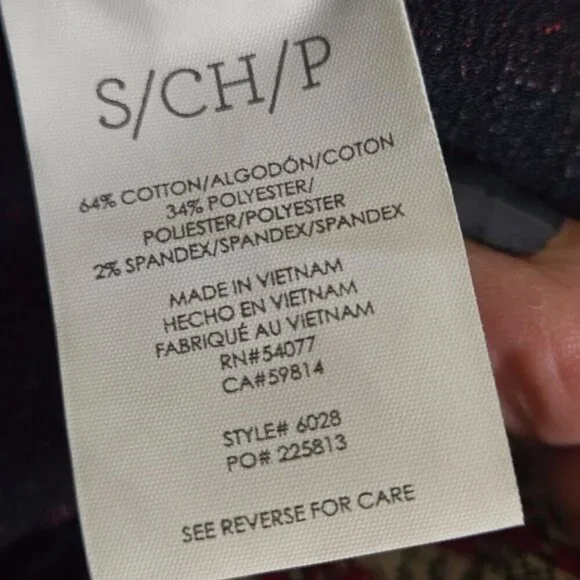 S/CH/P
64% COTTON/ALGODÓN/COTON
34% POLYESTER/
POLIESTER/POLYESTER
2% SPANDEX/SPANDEX/SPANDEX
MADE IN VIETNAM
HECHO EN VIETNAM
FABRIQUÉ AU VIETNAM
RN#54077
CA#59814
STYLE# 6028
PO# 225813
SEE REVERSE FOR CARE